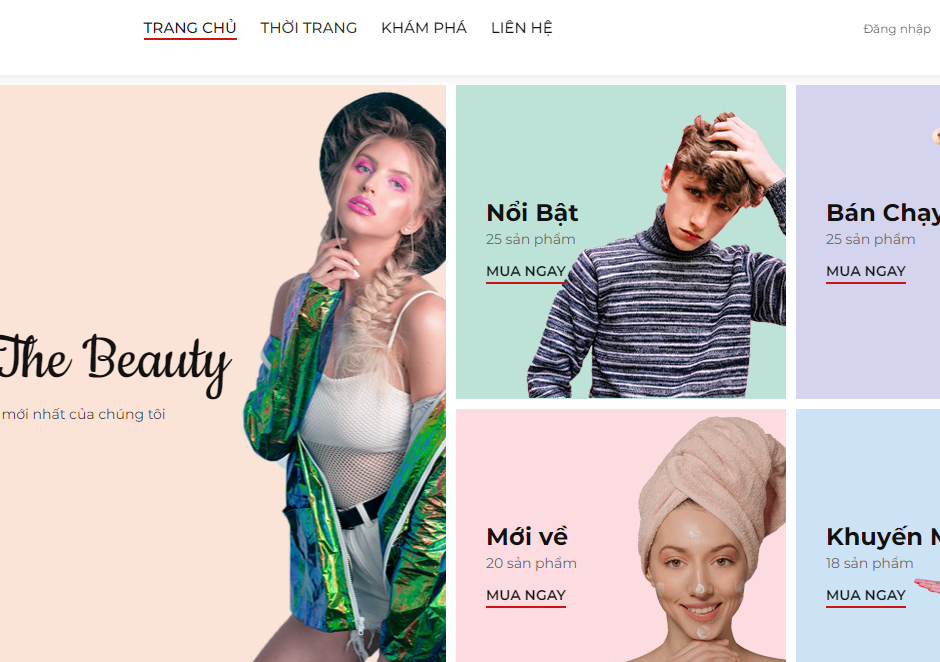 TRANG CHỦ THỜI TRANG KHÁM PHÁ LIÊN HỆ Đăng nhập
The Beauty
mới nhất của chúng tôi
Nổi Bật
25 sản phẩm
MUA NGAY
Bán Chạy
25 sản phẩm
MUA NGAY
Mới về
20 sản phẩm
MUA NGAY
Khuyến M
18 sản phẩm
MUA NGAY